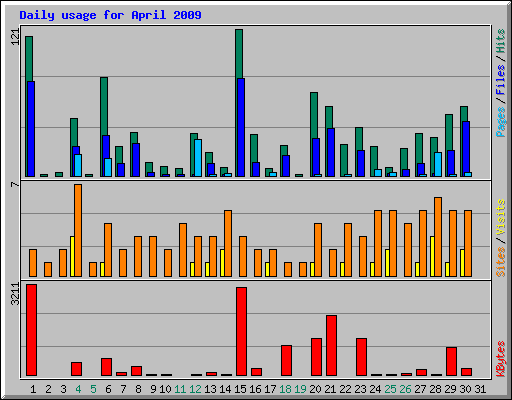 Daily usage for April 2009
121
Pages / Files / Hits
7
Sites / Visits
3211
KBytes
1 2 3 4 5 6 7 8 9 10 11 12 13 14 15 16 17 18 19 20 21 22 23 24 25 26 27 28 29 30 31